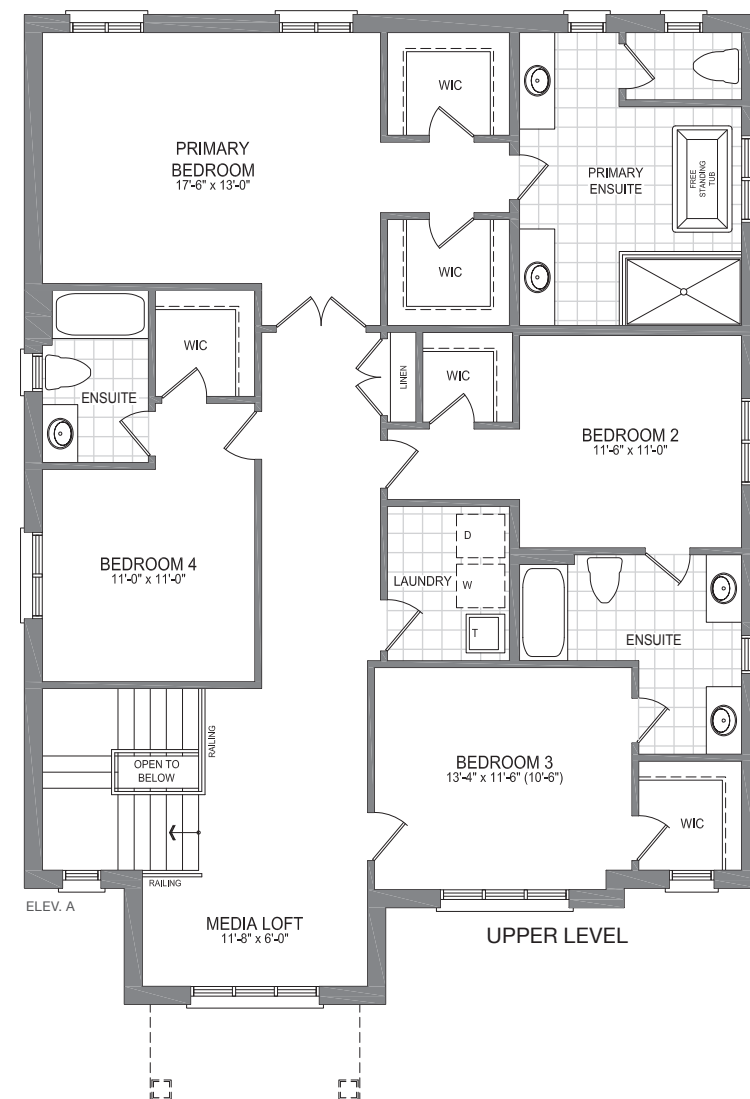 WIC
PRIMARY
BEDROOM
17'-6" x 13'-0"
PRIMARY
ENSUITE
FREE
STANDING
TUB
WIC
WIC
ENSUITE
LINEN
WIC
BEDROOM 2
11'-6" x 11'-0"
D
BEDROOM 4
11'-0" x 11'-0"
LAUNDRY
W
T
ENSUITE
RAILING
OPEN TO
BELOW
BEDROOM 3
13'-4" x 11'-6" (10'-6")
WIC
RAILING
ELEV. A
MEDIA LOFT
11'-8" x 6'-0"
UPPER LEVEL